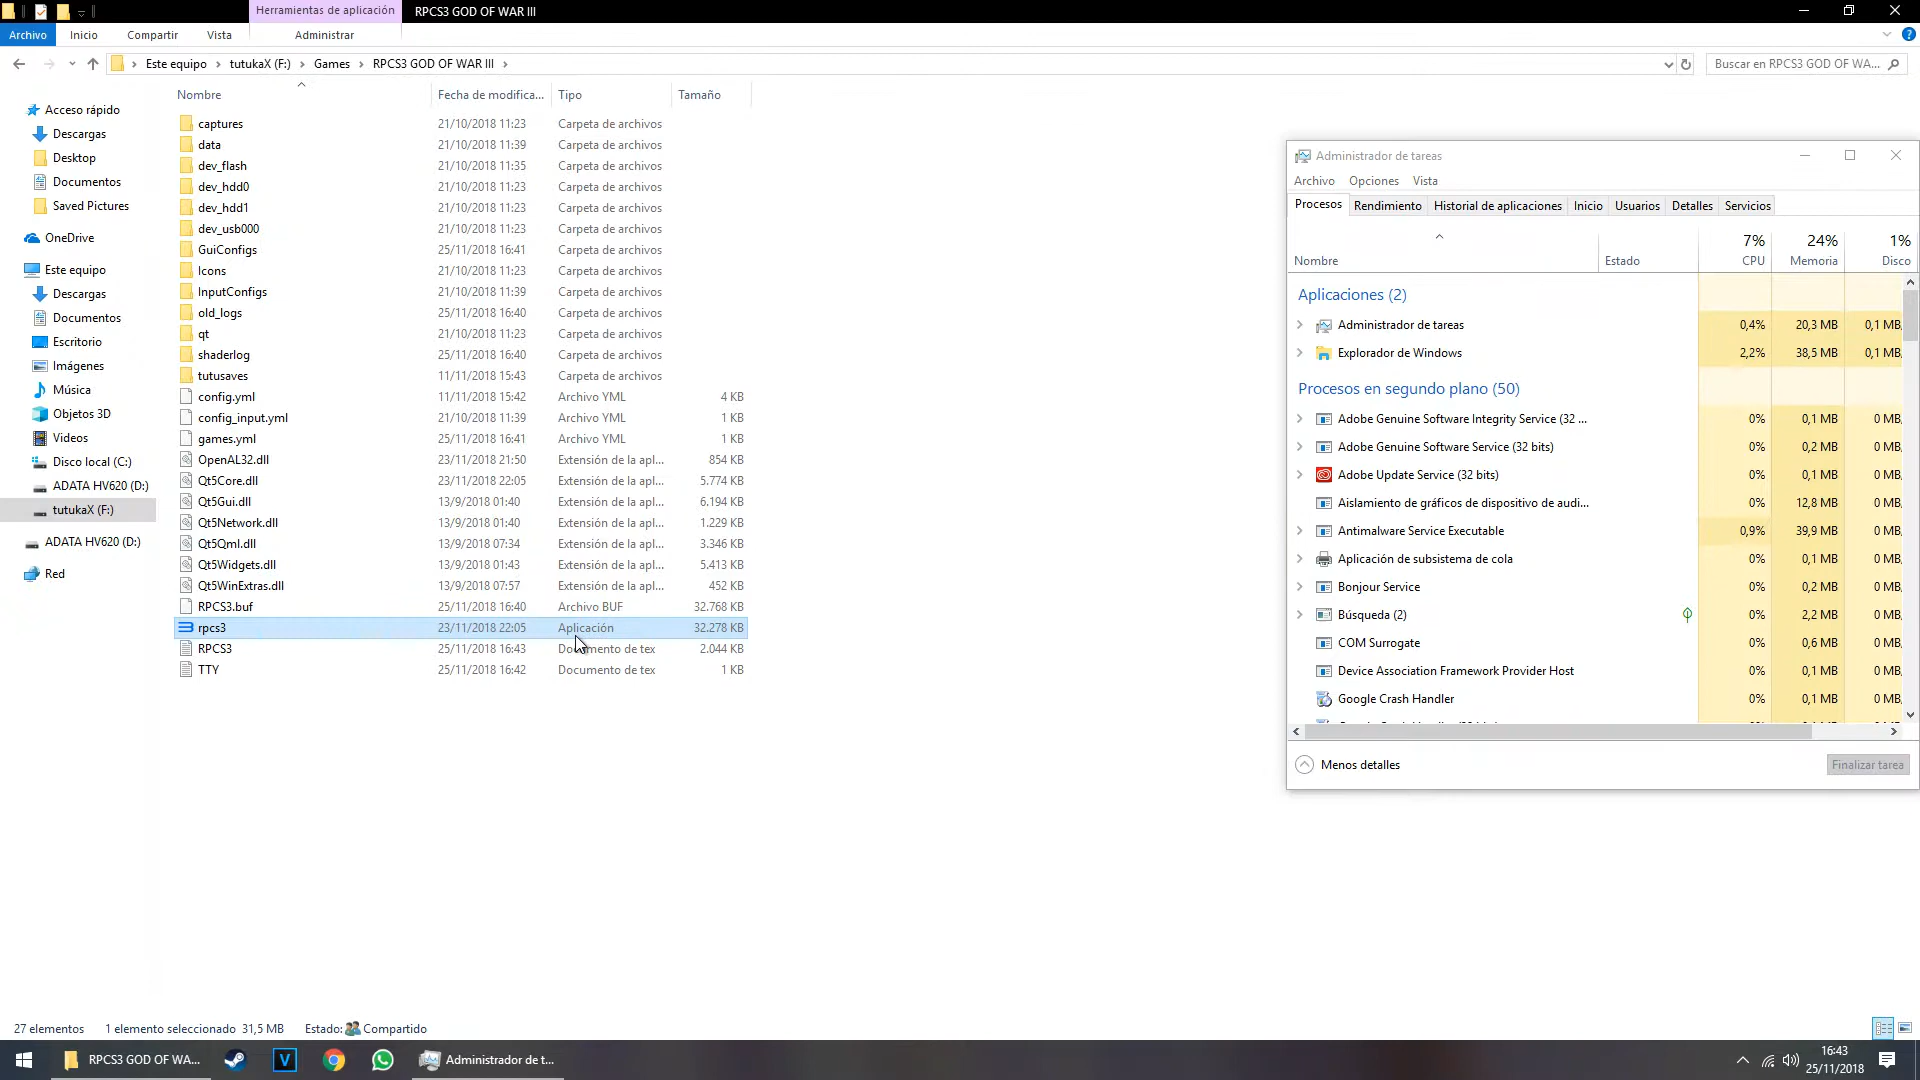 Herramientas de aplicación
RPCS3 GOD OF WAR III
Archivo
Inicio
Compartir
Vista
Administrar
Este equipo
tutukaX (F:)
Games
RPCS3 GOD OF WAR III
Buscar en RPCS3 GOD OF WA...
Acceso rápido
Descargas
Desktop
Documentos
Saved Pictures
OneDrive
Este equipo
Descargas
Documentos
Escritorio
Imágenes
Música
Objetos 3D
Videos
Disco local (C:)
ADATA HV620 (D:)
tutukaX (F:)
ADATA HV620 (D:)
Red
Nombre Fecha de modifica... Tipo Tamaño
captures 21/10/2018 11:23 Carpeta de archivos
data 21/10/2018 11:39 Carpeta de archivos
dev_flash 21/10/2018 11:35 Carpeta de archivos
dev_hdd0 21/10/2018 11:23 Carpeta de archivos
dev_hdd1 21/10/2018 11:23 Carpeta de archivos
dev_usb000 21/10/2018 11:23 Carpeta de archivos
GuiConfigs 25/11/2018 16:41 Carpeta de archivos
Icons 21/10/2018 11:23 Carpeta de archivos
InputConfigs 21/10/2018 11:39 Carpeta de archivos
old_logs 25/11/2018 16:40 Carpeta de archivos
qt 21/10/2018 11:23 Carpeta de archivos
shaderlog 25/11/2018 16:40 Carpeta de archivos
tutusaves 11/11/2018 15:43 Carpeta de archivos
config.yml 11/11/2018 15:42 Archivo YML 4 KB
config_input.yml 21/10/2018 11:39 Archivo YML 1 KB
games.yml 25/11/2018 16:41 Archivo YML 1 KB
OpenAL32.dll 23/11/2018 21:50 Extensión de la apl... 854 KB
Qt5Core.dll 23/11/2018 22:05 Extensión de la apl... 5.774 KB
Qt5Gui.dll 13/9/2018 01:40 Extensión de la apl... 6.194 KB
Qt5Network.dll 13/9/2018 01:40 Extensión de la apl... 1.229 KB
Qt5Qml.dll 13/9/2018 07:34 Extensión de la apl... 3.346 KB
Qt5Widgets.dll 13/9/2018 01:43 Extensión de la apl... 5.413 KB
Qt5WinExtras.dll 13/9/2018 07:57 Extensión de la apl... 452 KB
RPCS3.buf 25/11/2018 16:40 Archivo BUF 32.768 KB
rpcs3 23/11/2018 22:05 Aplicación 32.278 KB
RPCS3 25/11/2018 16:43 Documento de tex 2.044 KB
TTY 25/11/2018 16:42 Documento de tex 1 KB
Administrador de tareas
Archivo Opciones Vista
Procesos Rendimiento Historial de aplicaciones Inicio Usuarios Detalles Servicios
7% 24% 1%
Nombre Estado CPU Memoria Disco
Aplicaciones (2)
Administrador de tareas 0,4% 20,3 MB 0,1 MB
Explorador de Windows 2,2% 38,5 MB 0,1 MB
Procesos en segundo plano (50)
Adobe Genuine Software Integrity Service (32 ... 0% 0,1 MB 0 MB
Adobe Genuine Software Service (32 bits) 0% 0,2 MB 0 MB
Adobe Update Service (32 bits) 0% 0,1 MB 0 MB
Aislamiento de gráficos de dispositivo de audi... 0% 12,8 MB 0 MB
Antimalware Service Executable 0,9% 39,9 MB 0 MB
Aplicación de subsistema de cola 0% 0,1 MB 0 MB
Bonjour Service 0% 0,2 MB 0 MB
Búsqueda (2) 0% 2,2 MB 0 MB
COM Surrogate 0% 0,6 MB 0 MB
Device Association Framework Provider Host 0% 0,1 MB 0 MB
Google Crash Handler 0% 0,1 MB 0 MB
Menos detalles
Finalizar tarea
27 elementos 1 elemento seleccionado 31,5 MB Estado: Compartido
RPCS3 GOD OF WA...
V
Administrador de t...
16:43
25/11/2018